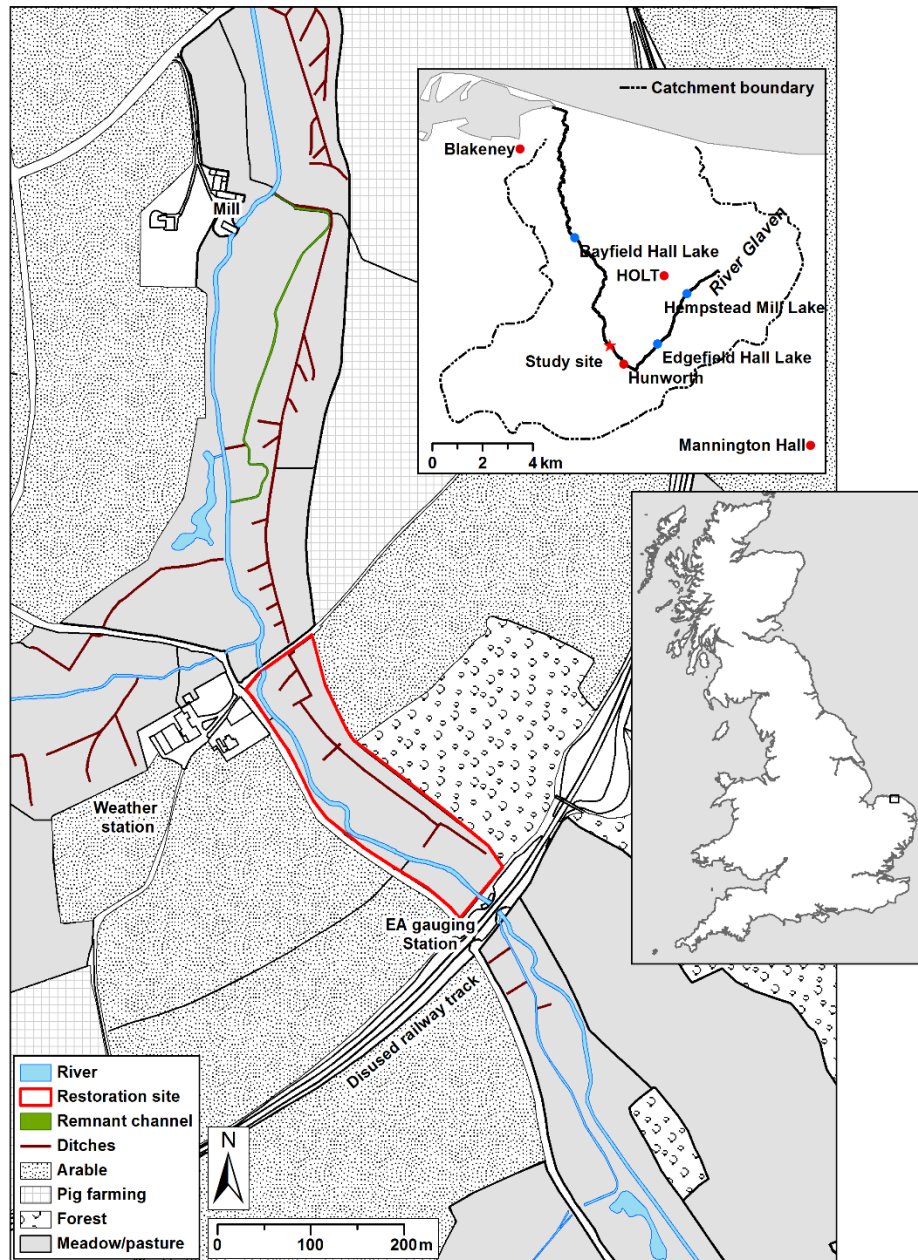 Catchment boundary
Blakeney
Bayfield Hall Lake
HOLT
River Glaven
Hempstead Mill Lake
Study site
Edgefield Hall Lake
Hunworth
Mannington Hall
0 2 4 km
Mill
Weather
station
EA gauging
Station
Disused railway track
River
Restoration site
Remnant channel
Ditches
Arable
Pig farming
Forest
Meadow/pasture
N
0 100 200 m